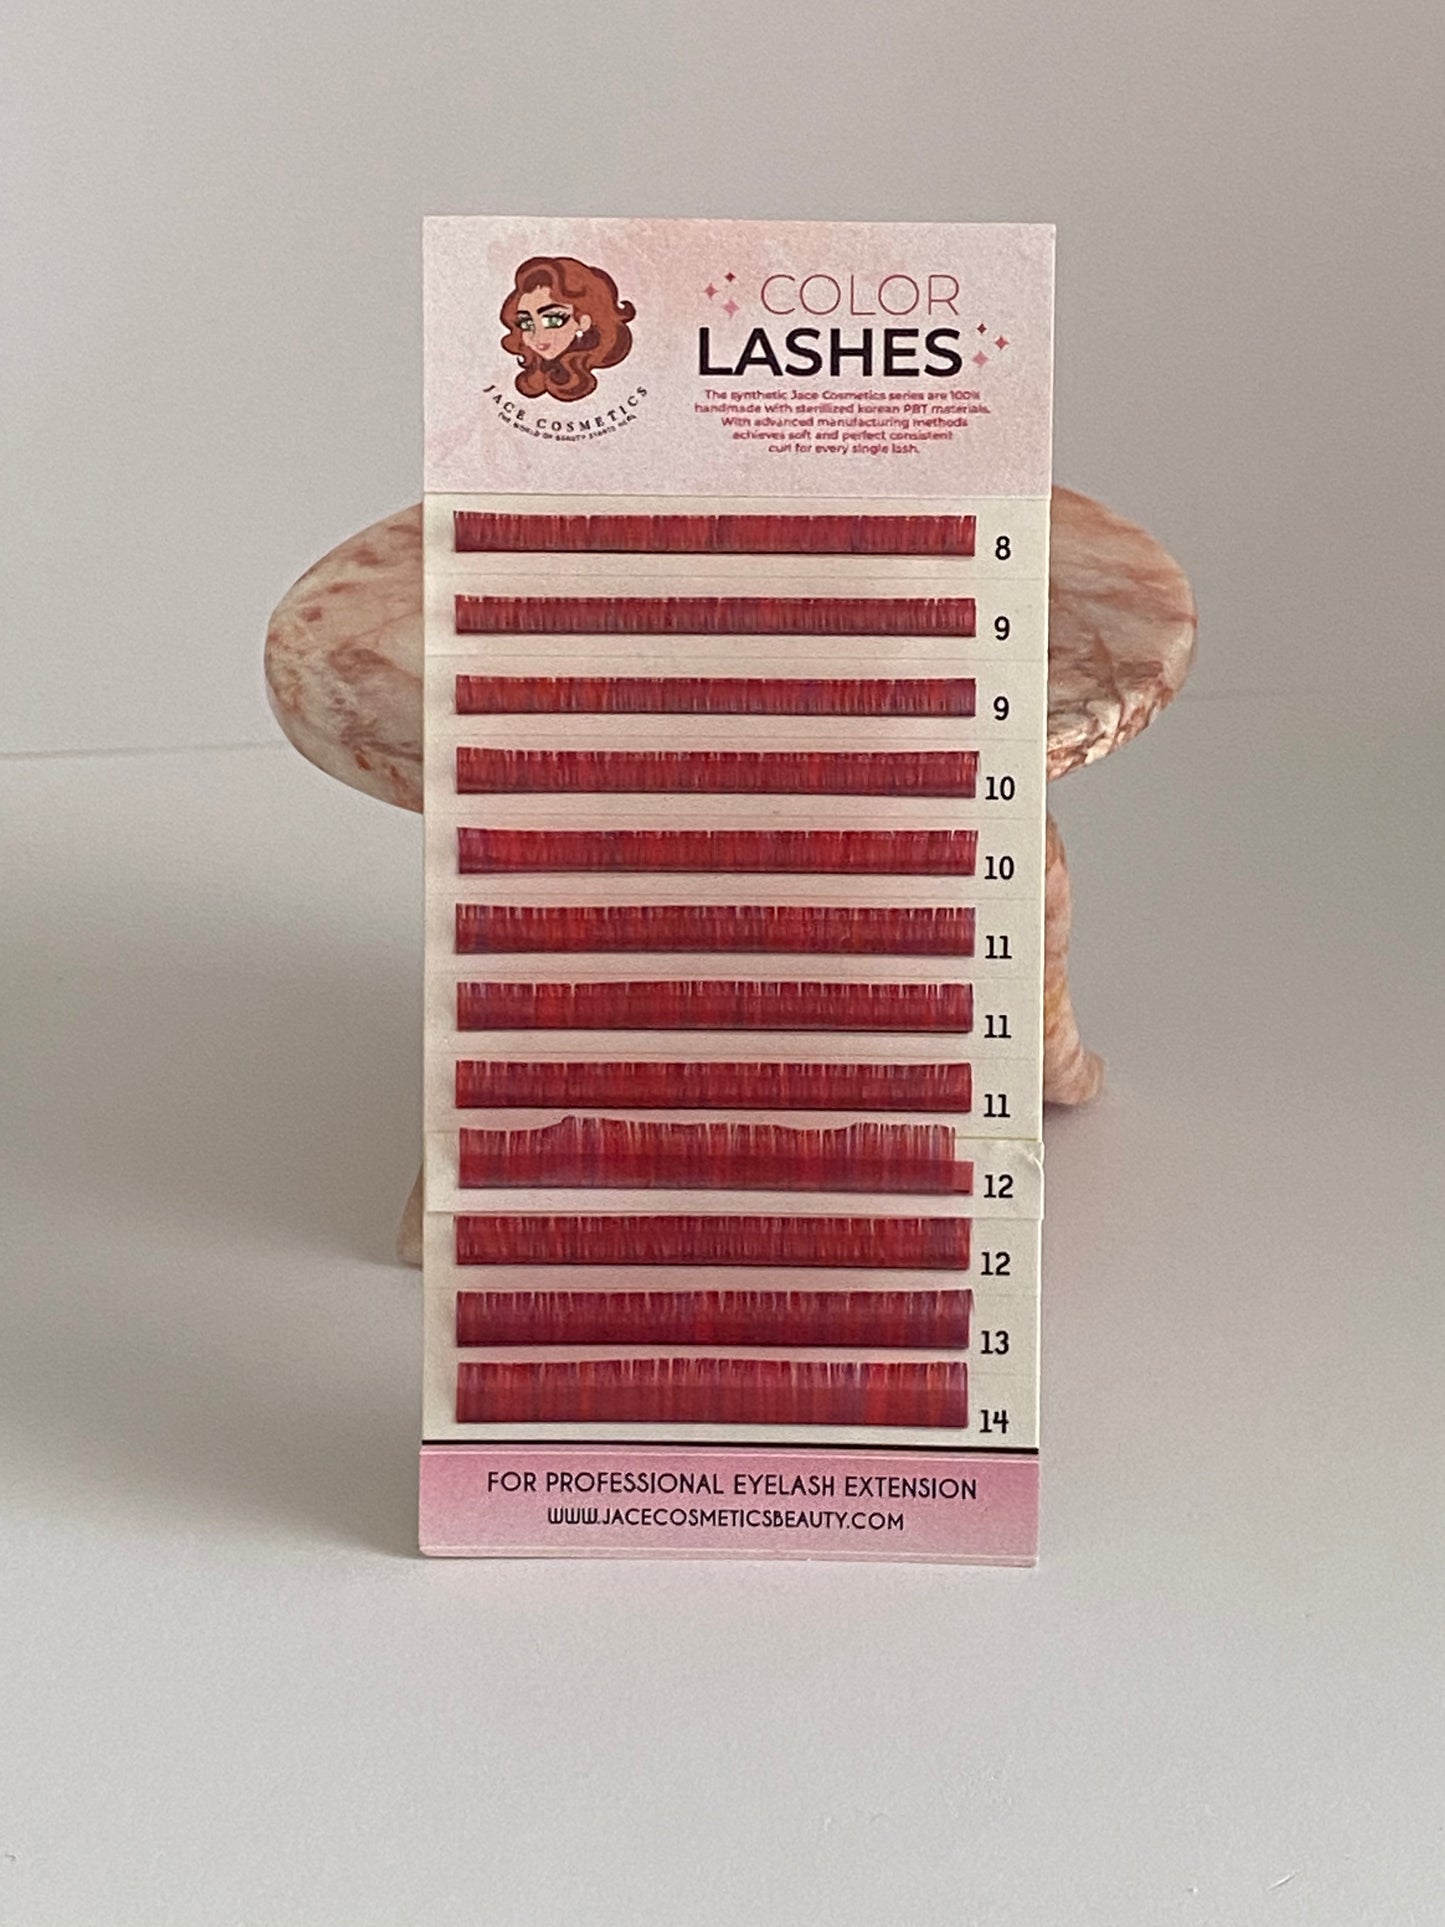 COLOR
LASHES
The synthetic Jace Cosmetics series are 100%
handmade with sterillized korean PBT materials.
With advanced manufacturing methods
achieves soft and perfect consistent
curl for every single lash.
JACE COSMETICS
THE WORLD OF BEAUTY STARTS HERE
8
9
9
10
10
11
11
11
12
12
13
14
FOR PROFESSIONAL EYELASH EXTENSION
WWW.JACECOSMETICSBEAUTY.COM